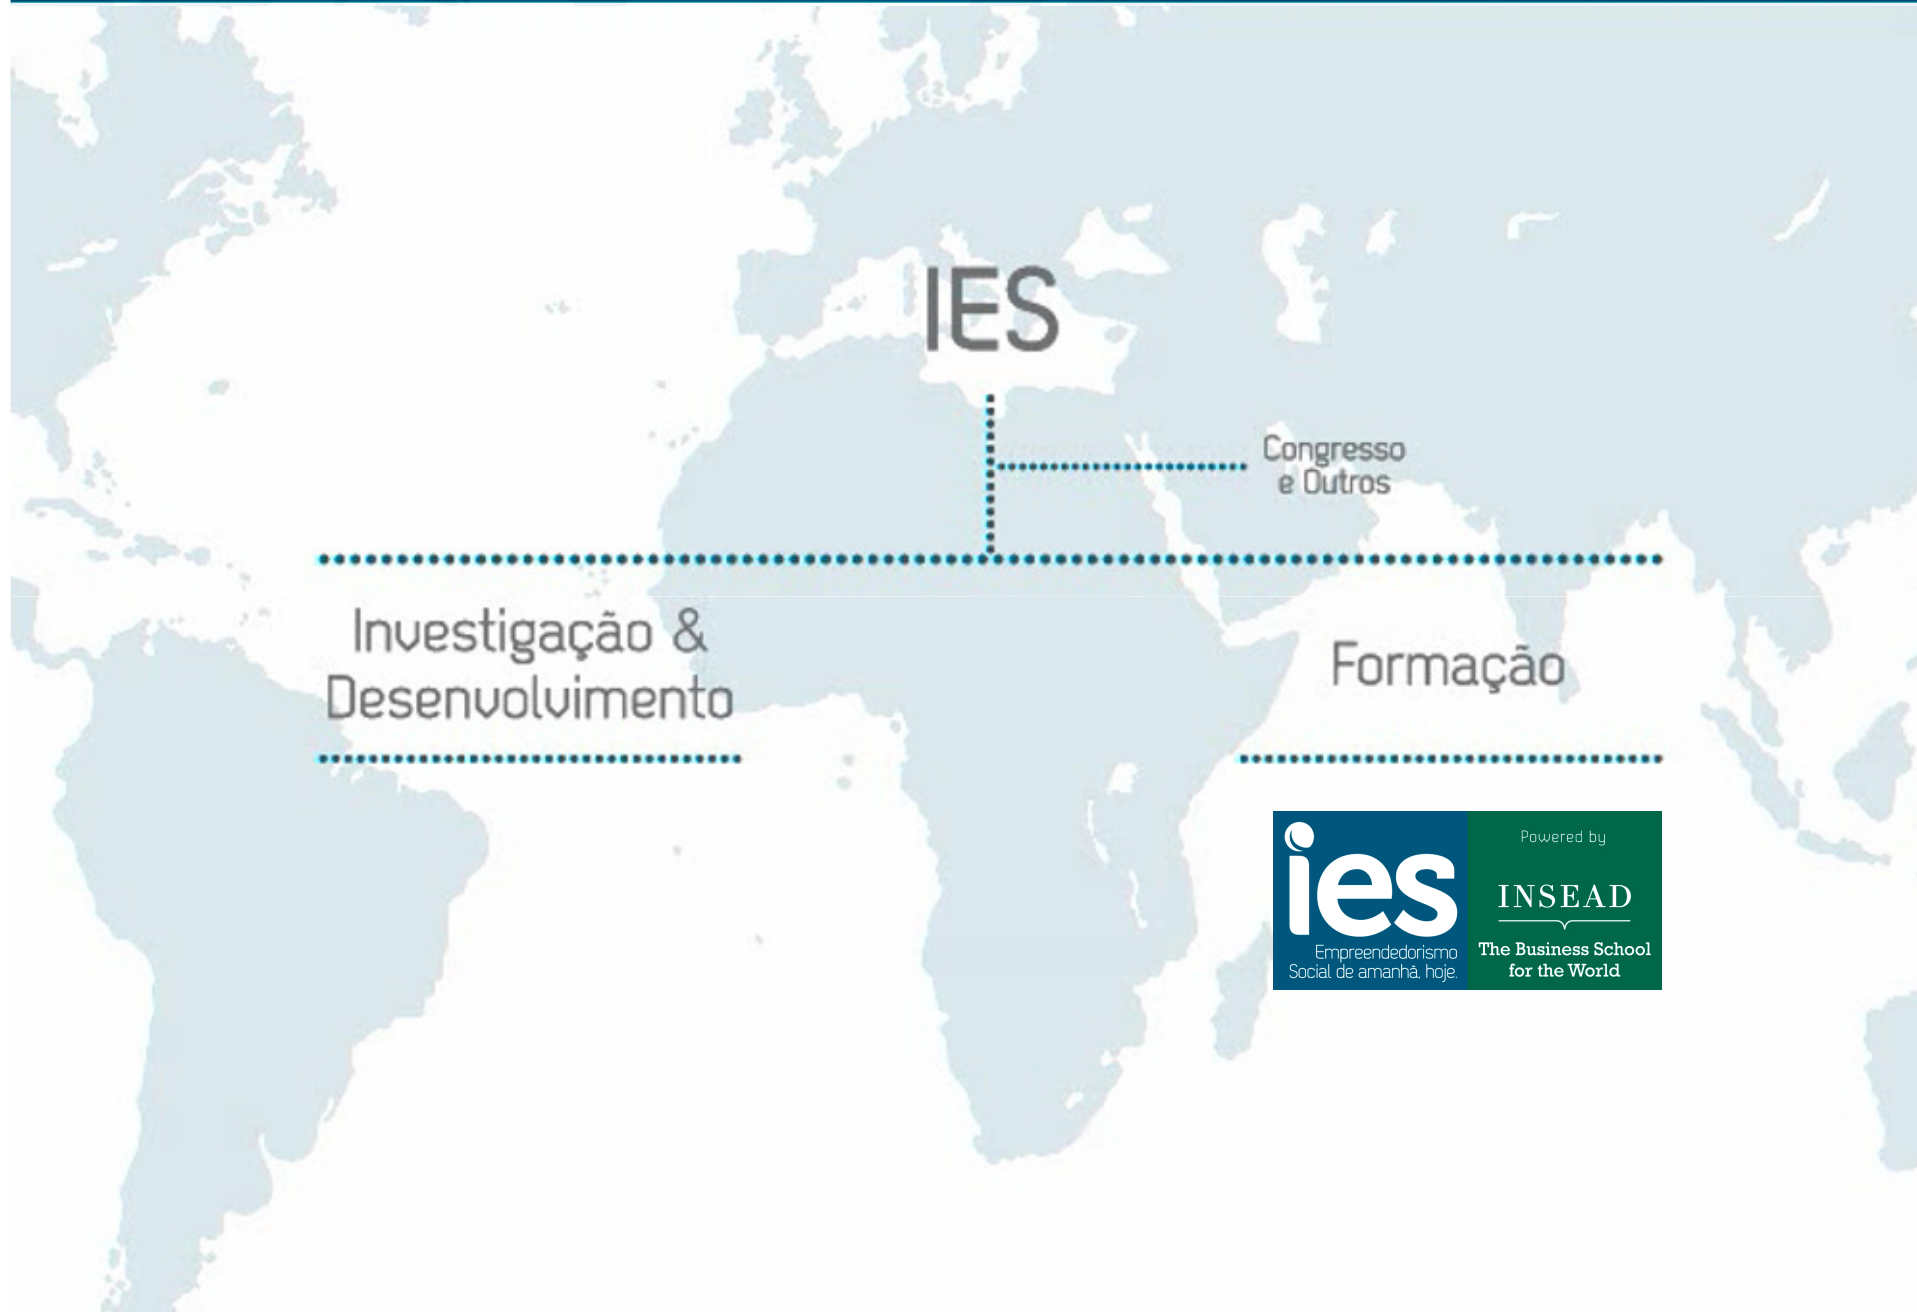 IES
Congresso
e Outros
Investigação &
Desenvolvimento
Formação
ies
Empreendedorismo
Social de amanhã, hoje.
Powered by
INSEAD
The Business School
for the World